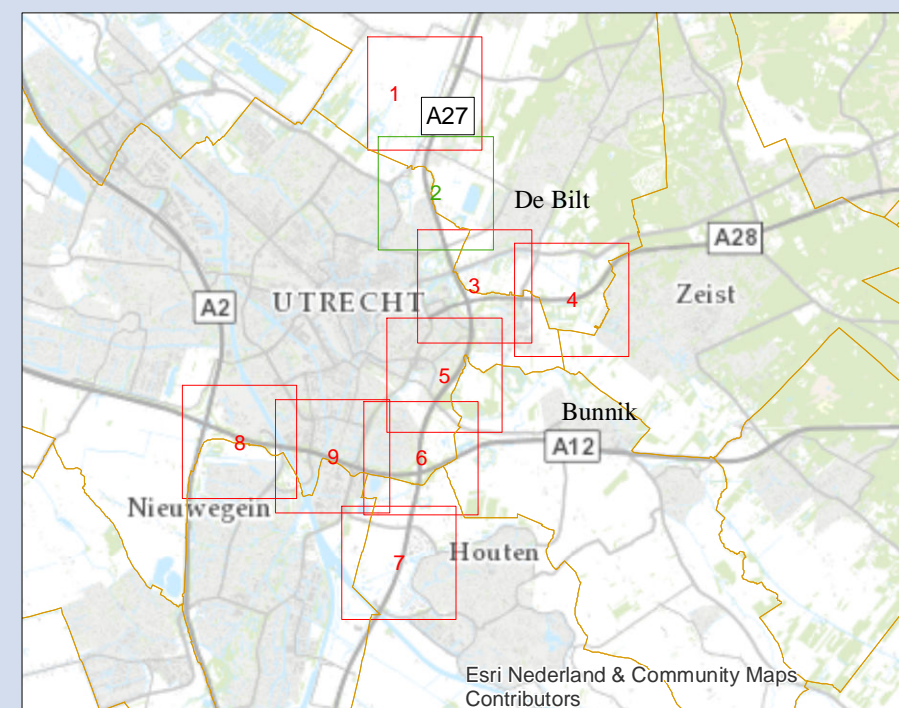 1
A27
2
De Bilt
A28
3
4
Zeist
A2
UTRECHT
5
Bunnik
8
9
6
A12
Nieuwegein
7
Houten
Esri Nederland & Community Maps
Contributors